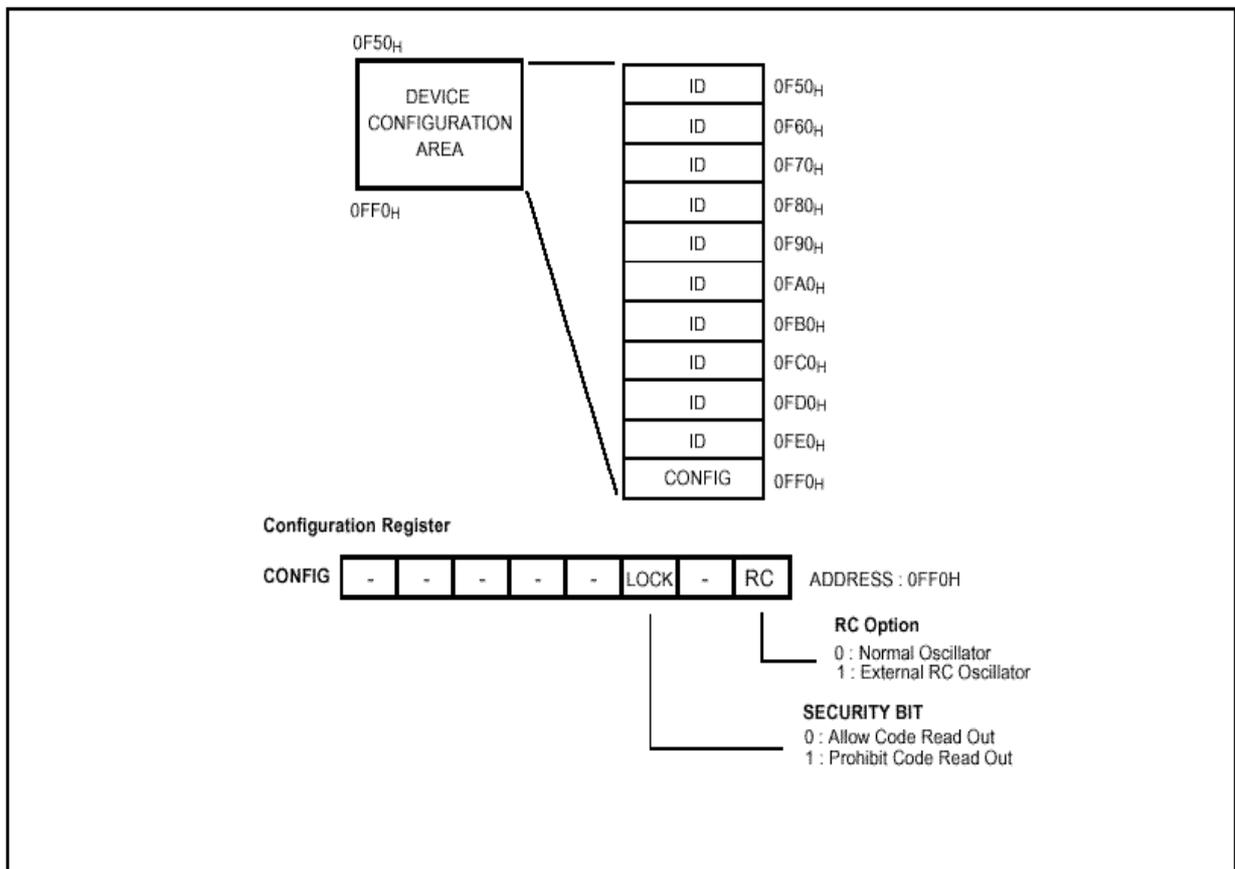 0F50H
DEVICE
CONFIGURATION
AREA
0FF0H
ID 0F50H
ID 0F60H
ID 0F70H
ID 0F80H
ID 0F90H
ID 0FA0H
ID 0FB0H
ID 0FC0H
ID 0FD0H
ID 0FE0H
CONFIG 0FF0H
Configuration Register
CONFIG - - - - - LOCK - RC ADDRESS : 0FF0H
RC Option
0 : Normal Oscillator
1 : External RC Oscillator
SECURITY BIT
0 : Allow Code Read Out
1 : Prohibit Code Read Out